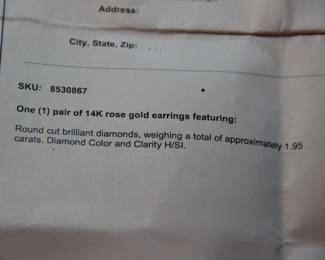 Address:
City, State, Zip:
SKU: 8530867
One (1) pair of 14K rose gold earrings featuring:
Round cut brilliant diamonds, weighing a total of approximately 1.95
carats. Diamond Color and Clarity H/SI.